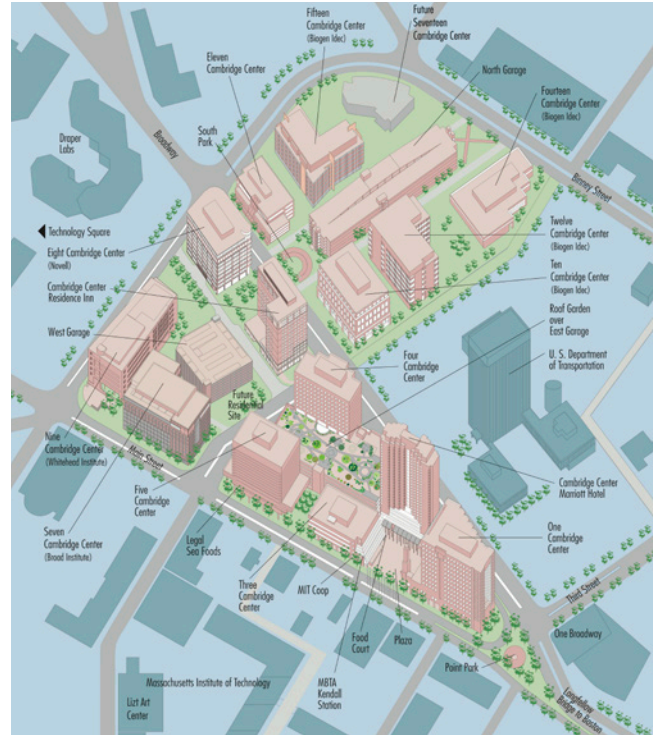 Fifteen
Cambridge Center
(Biogen Idec)
Future
Seventeen
Cambridge Center
Eleven
Cambridge Center
North Garage
Fourteen
Cambridge Center
(Biogen Idec)
Broadway
South
Park
Draper
Labs
Binney Street
Technology Square
Eight Cambridge Center
(Novell)
Twelve
Cambridge Center
(Biogen Idec)
Cambridge Center
Residence Inn
Ten
Cambridge Center
(Biogen Idec)
Roof Garden
over
East Garage
West Garage
Four
Cambridge
Center
U. S. Department
of Transportation
Future
Residential
Site
Main Street
Nine
Cambridge Center
(Whitehead Institute)
Five
Cambridge
Center
Cambridge Center
Marriott Hotel
Seven
Cambridge Center
(Broad Institute)
Legal
Sea Foods
One
Cambridge
Center
Three
Cambridge
Center
MIT Coop
Food
Court
Plaza
Third Street
One Broadway
Point Park
MBTA
Kendall
Station
Massachusetts Institute of Technology
Lizt Art
Center
Longfellow
Bridge to Boston